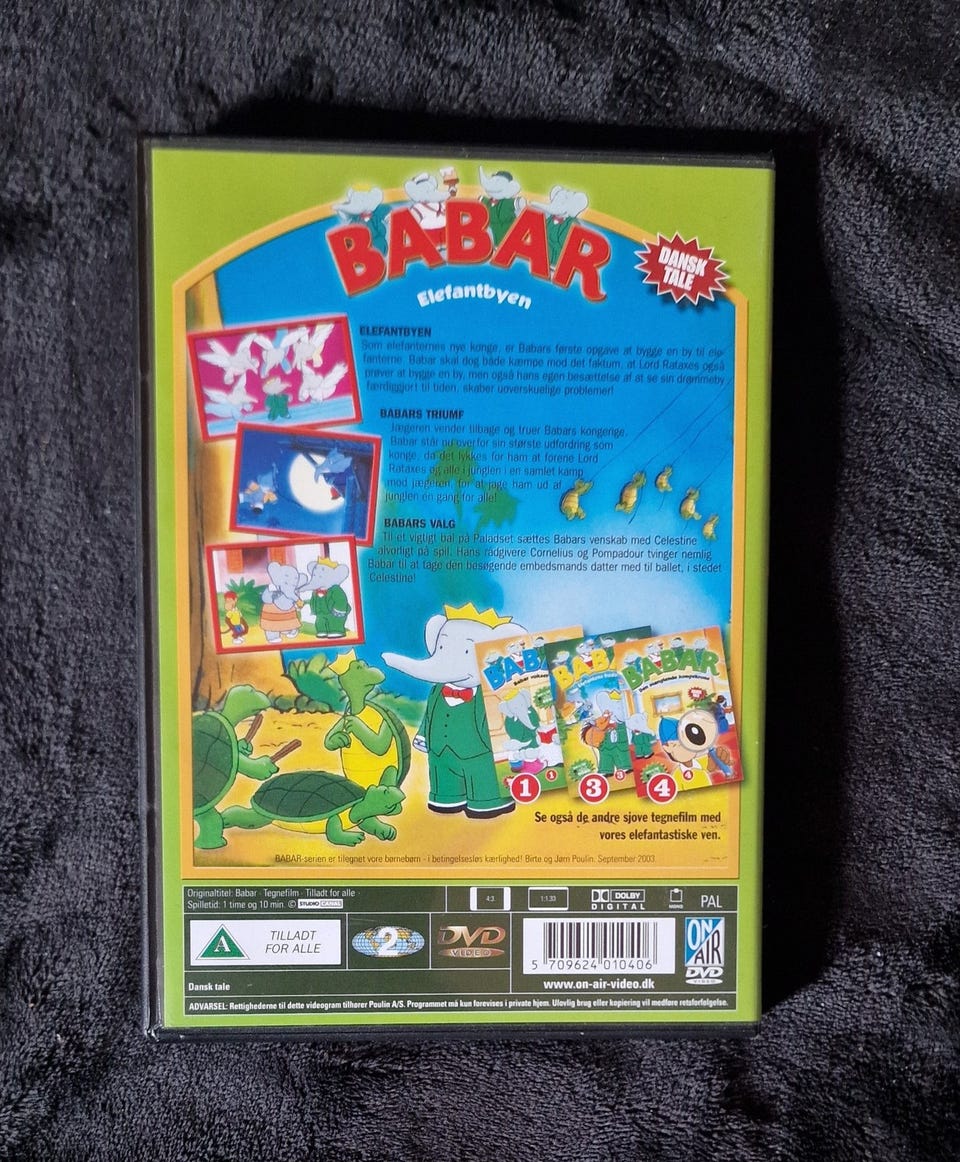 BABAR
Elefantbyen
DANSK
TALE
ELEFANTBYEN
Som elefanternes nye konge, er Babars første opgave at bygge en by til ele-
fanterne. Babar skal dog både kæmpe mod det faktum, at Lord Rataxes også
prøver at bygge en by, men også hans egen besættelse af at se sin drømmeby
færdiggjort til tiden, skaber uoverskuelige problemer!
BABARS TRIUMF
Jægeren vender tilbage og truer Babars kongerige.
Babar står nu overfor sin største udfordring som
konge, da det lykkes for ham at forene Lord
Rataxes og alle i junglen i en samlet kamp
mod jægeren, for at jage ham ud af
junglen én gang for alle!
BABARS VALG
Til et vigtigt bal på Paladset sættes Babars venskab med Celestine
alvorligt på spil. Hans rådgivere Cornelius og Pompadour tvinger nemlig
Babar til at tage den besøgende embedsmands datter med til ballet, i stedet
Celestine!
BAB
BAB
BABAR
1
3
4
1
3
4
Se også de andre sjove tegnefilm med
vores elefantastiske ven.
BABAR-serien er tilegnet vore børnebørn - i betingelsesløs kærlighed! Birte og Jørn Poulin. September 2003.
Originaltitel: Babar · Tegnefilm · Tilladt for alle ·
Spilletid: 1 time og 10 min. © STUDIO CANAL
4:3
1:1.33
DOLBY
DIGITAL
MONO
PAL
A
TILLADT
FOR ALLE
2
DVD
VIDEO
5 709624 010406
www.on-air-video.dk
ON
AIR
DVD
VIDEO
Dansk tale
ADVARSEL: Rettighederne til dette videogram tilhører Poulin A/S. Programmet må kun forevises i private hjem. Ulovlig brug eller kopiering vil medføre retsforfølgelse.